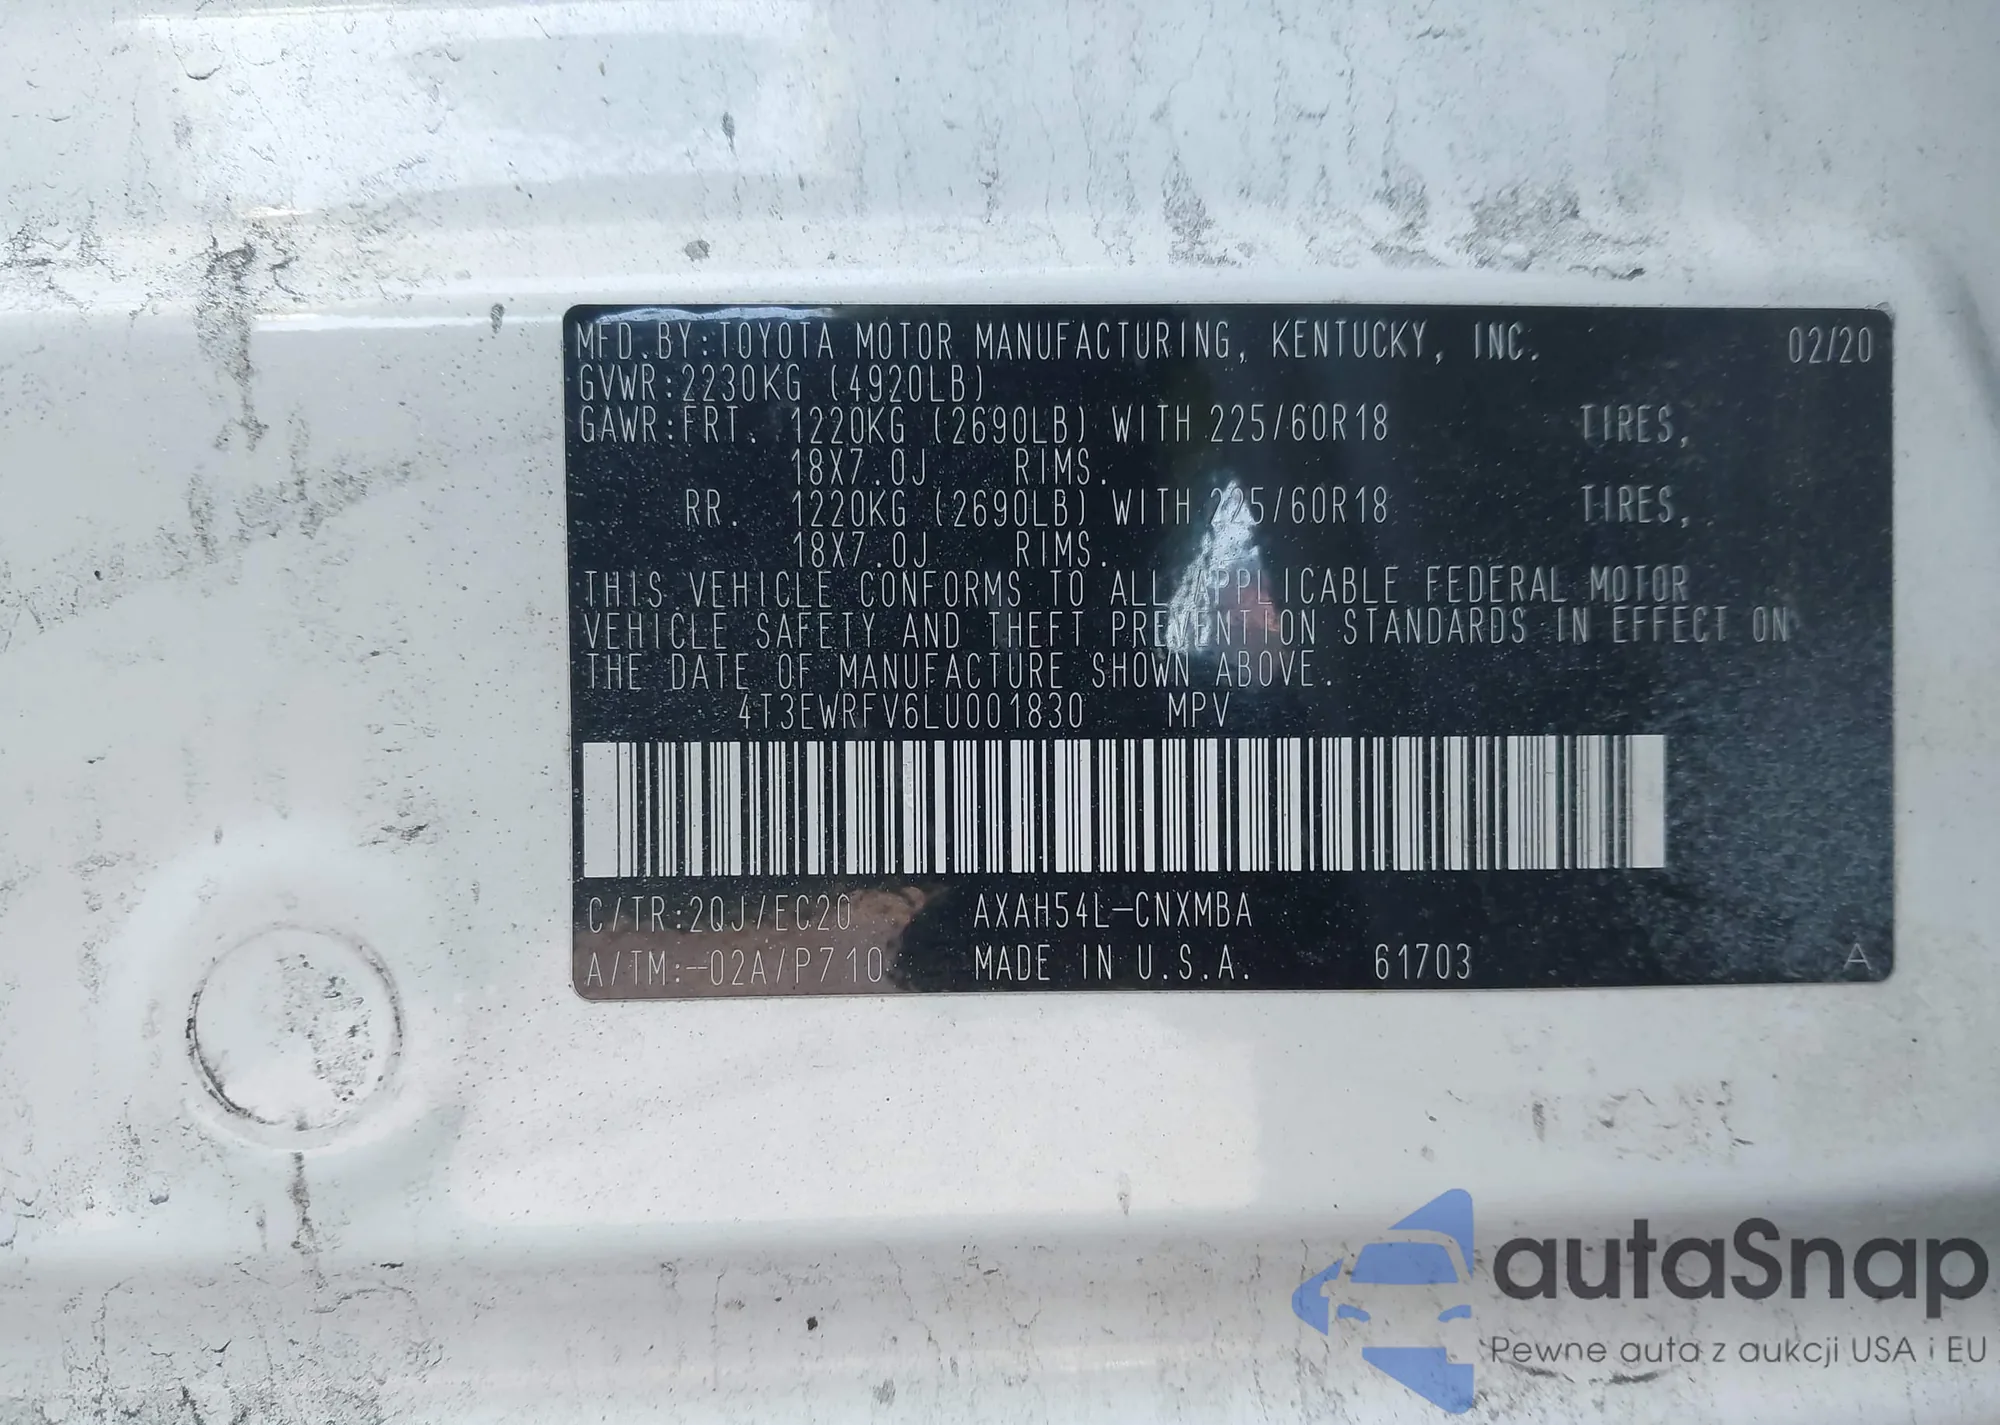 MFD.BY:TOYOTA MOTOR MANUFACTURING, KENTUCKY, INC. 02/20
GVWR:2230KG (4920LB)
GAWR:FRT. 1220KG (2690LB) WITH 225/60R18 TIRES,
18X7.0J RIMS.
RR. 1220KG (2690LB) WITH 225/60R18 TIRES,
18X7.0J RIMS.
THIS VEHICLE CONFORMS TO ALL APPLICABLE FEDERAL MOTOR
VEHICLE SAFETY AND THEFT PREVENTION STANDARDS IN EFFECT ON
THE DATE OF MANUFACTURE SHOWN ABOVE.
4T3EWRFV6LU001830 MPV
C/TR:2QJ/EC20 AXAH54L-CNXMBA
A/TM:-02A/P710 MADE IN U.S.A. 61703 A
autaSnap
Pewne auta z aukcji USA i EU